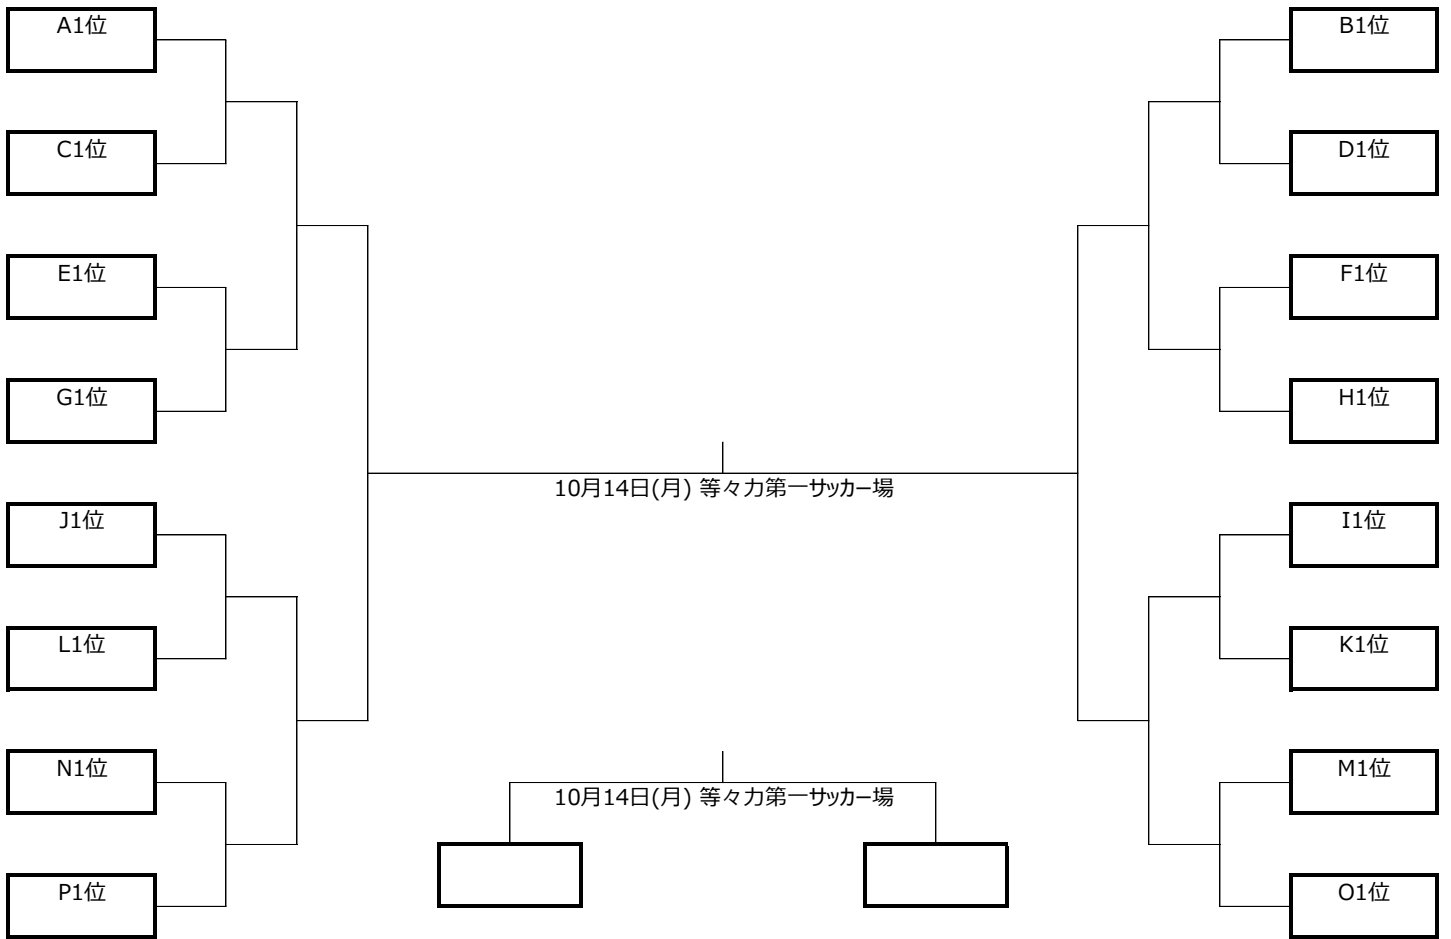 A1位
B1位
C1位
D1位
E1位
F1位
G1位
H1位
10月14日(月) 等々力第一サッカー場
J1位
I1位
L1位
K1位
N1位
M1位
10月14日(月) 等々力第一サッカー場
P1位
O1位